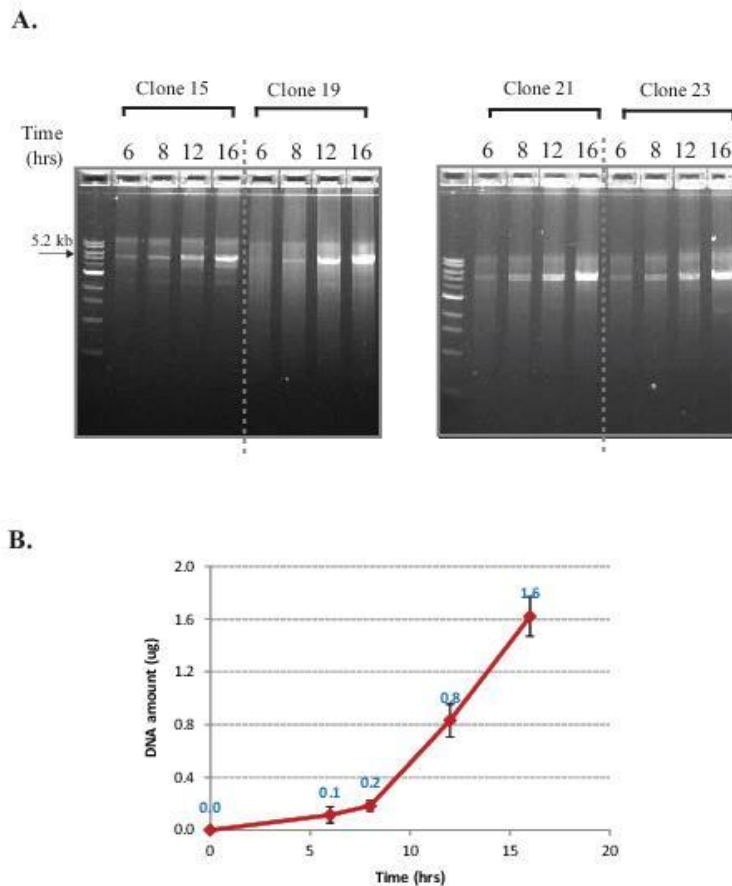 A.
Clone 15 Clone 19 Clone 21 Clone 23
Time
(hrs)
6 8 12 16 6 8 12 16 6 8 12 16 6 8 12 16
5.2 kb
B.
2.0
1.6
1.6
1.2
0.8
0.8
0.4
0.2
0.1
0.0
0.0
DNA amount (ug)
0 5 10 15 20
Time (hrs)